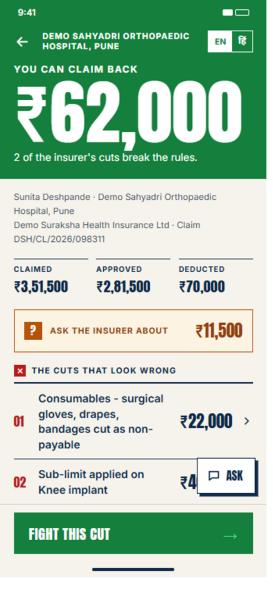 9:41
DEMO SAHYADRI ORTHOPAEDIC
HOSPITAL, PUNE
EN हिं
YOU CAN CLAIM BACK
₹62,000
2 of the insurer's cuts break the rules.
Sunita Deshpande · Demo Sahyadri Orthopaedic
Hospital, Pune
Demo Suraksha Health Insurance Ltd · Claim
DSH/CL/2026/098311
CLAIMED APPROVED DEDUCTED
₹3,51,500 ₹2,81,500 ₹70,000
? ASK THE INSURER ABOUT ₹11,500
THE CUTS THAT LOOK WRONG
Consumables - surgical
gloves, drapes,
01 bandages cut as non- ₹22,000
payable
02 Sub-limit applied on ₹4
Knee implant
ASK
FIGHT THIS CUT →